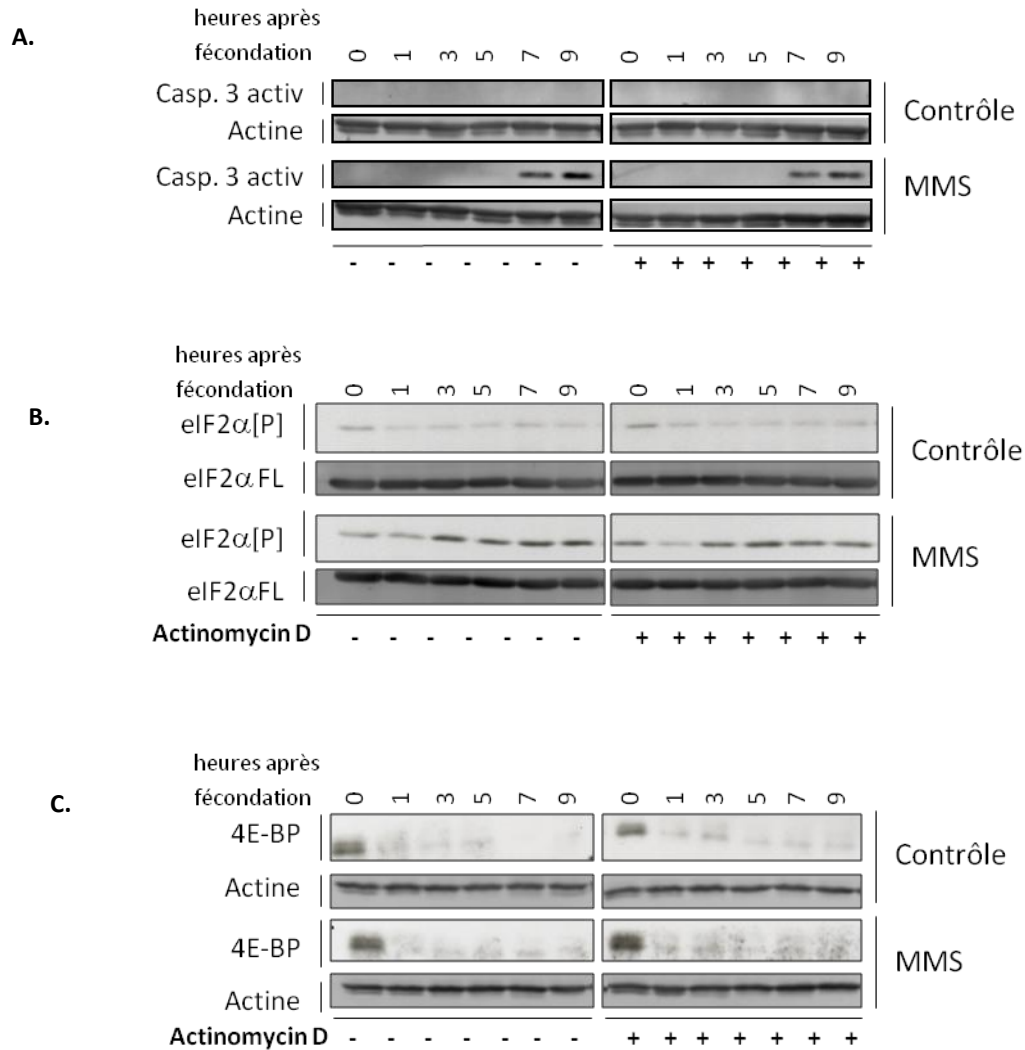 A.
heures après
fécondation 0 1 3 5 7 9 0 1 3 5 7 9
Casp. 3 activ
Actine
Contrôle
Casp. 3 activ
Actine
MMS
- - - - - - - + + + + + + +
B.
heures après
fécondation 0 1 3 5 7 9 0 1 3 5 7 9
eIF2α[P]
eIF2α FL
Contrôle
eIF2α[P]
eIF2αFL
MMS
Actinomycin D - - - - - - - + + + + + + +
C.
heures après
fécondation 0 1 3 5 7 9 0 1 3 5 7 9
4E-BP
Actine
Contrôle
4E-BP
Actine
MMS
Actinomycin D - - - - - - - + + + + + + +